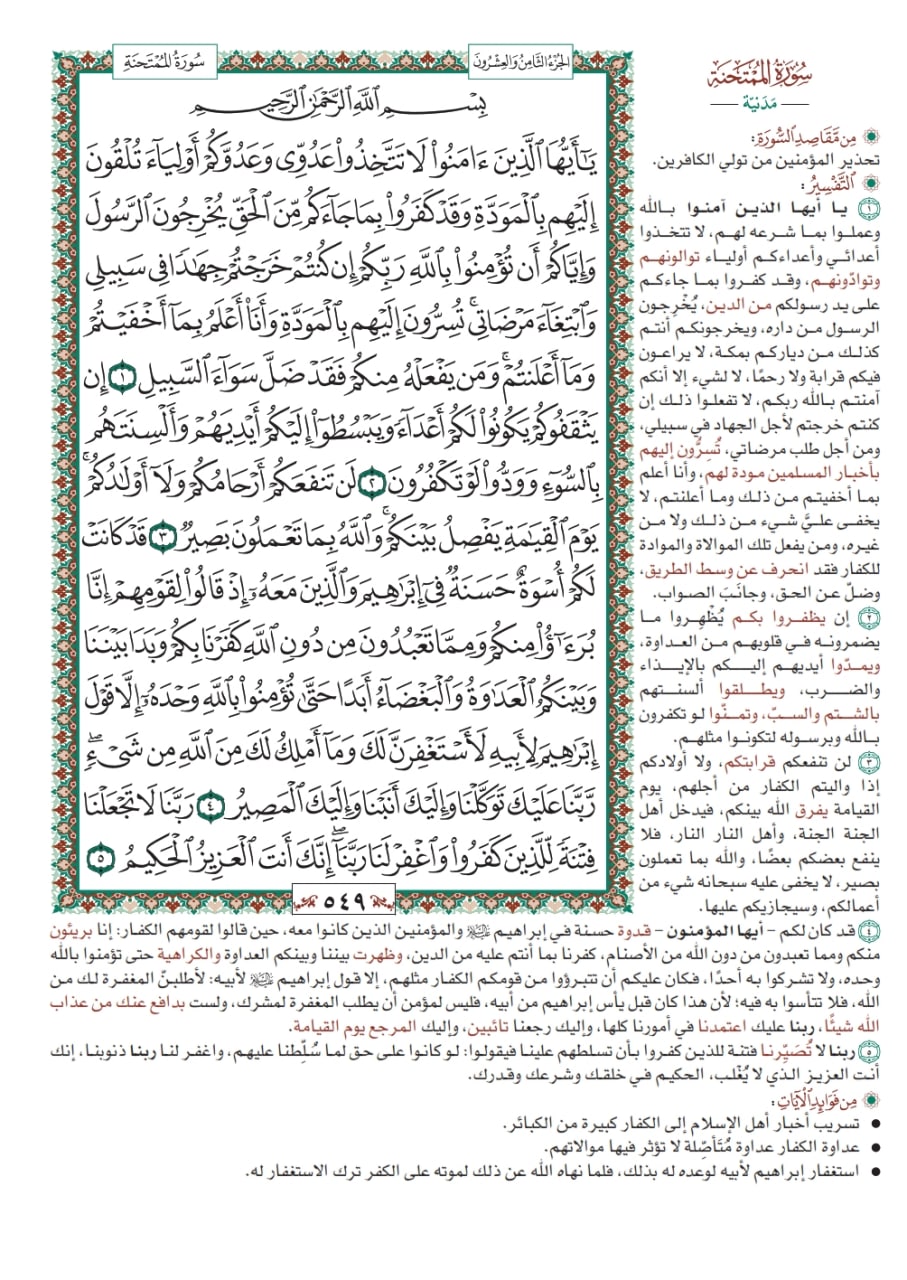 سُورَةُ المُمْتَحنَةِ
الجُزْءُ الثَّامِنُ وَالعِشْرُونَ
بِسْمِ اللَّهِ الرَّحْمَٰنِ الرَّحِيمِ
يَٰٓأَيُّهَا ٱلَّذِينَ ءَامَنُوا۟ لَا تَتَّخِذُوا۟ عَدُوِّى وَعَدُوَّكُمْ أَوْلِيَآءَ تُلْقُونَ
إِلَيْهِم بِٱلْمَوَدَّةِ وَقَدْ كَفَرُوا۟ بِمَا جَآءَكُم مِّنَ ٱلْحَقِّ يُخْرِجُونَ ٱلرَّسُولَ
وَإِيَّاكُمْ أَن تُؤْمِنُوا۟ بِٱللَّهِ رَبِّكُمْ إِن كُنتُمْ خَرَجْتُمْ جِهَٰدًا فِى سَبِيلِى
وَٱبْتِغَآءَ مَرْضَاتِى ۚ تُسِرُّونَ إِلَيْهِم بِٱلْمَوَدَّةِ وَأَنَا۠ أَعْلَمُ بِمَآ أَخْفَيْتُمْ
وَمَآ أَعْلَنتُمْ ۚ وَمَن يَفْعَلْهُ مِنكُمْ فَقَدْ ضَلَّ سَوَآءَ ٱلسَّبِيلِ ١ إِن
يَثْقَفُوكُمْ يَكُونُوا۟ لَكُمْ أَعْدَآءً وَيَبْسُطُوٓا۟ إِلَيْكُمْ أَيْدِيَهُمْ وَأَلْسِنَتَهُم
بِٱلسُّوٓءِ وَوَدُّوا۟ لَوْ تَكْفُرُونَ ٢ لَن تَنفَعَكُمْ أَرْحَامُكُمْ وَلَآ أَوْلَٰدُكُمْ ۚ
يَوْمَ ٱلْقِيَٰمَةِ يَفْصِلُ بَيْنَكُمْ ۚ وَٱللَّهُ بِمَا تَعْمَلُونَ بَصِيرٌ ٣ قَدْ كَانَتْ
لَكُمْ أُسْوَةٌ حَسَنَةٌ فِىٓ إِبْرَٰهِيمَ وَٱلَّذِينَ مَعَهُۥٓ إِذْ قَالُوا۟ لِقَوْمِهِمْ إِنَّا
بُرَءَٰٓؤُا۟ مِنكُمْ وَمِمَّا تَعْبُدُونَ مِن دُونِ ٱللَّهِ كَفَرْنَا بِكُمْ وَبَدَا بَيْنَنَا
وَبَيْنَكُمُ ٱلْعَدَٰوَةُ وَٱلْبَغْضَآءُ أَبَدًا حَتَّىٰ تُؤْمِنُوا۟ بِٱللَّهِ وَحْدَهُۥٓ إِلَّا قَوْلَ
إِبْرَٰهِيمَ لِأَبِيهِ لَأَسْتَغْفِرَنَّ لَكَ وَمَآ أَمْلِكُ لَكَ مِنَ ٱللَّهِ مِن شَىْءٍ ۖ
رَّبَّنَا عَلَيْكَ تَوَكَّلْنَا وَإِلَيْكَ أَنَبْنَا وَإِلَيْكَ ٱلْمَصِيرُ ٤ رَبَّنَا لَا تَجْعَلْنَا
فِتْنَةً لِّلَّذِينَ كَفَرُوا۟ وَٱغْفِرْ لَنَا رَبَّنَآ ۖ إِنَّكَ أَنتَ ٱلْعَزِيزُ ٱلْحَكِيمُ ٥
٥٤٩
سُورَةُ المُمْتَحنَةِ
مَدَنيّة
مِن مَّقَاصِدِ السُّورَةِ:
تحذير المؤمنين من تولي الكافرين.
التَّفْسِيرُ:
١ يا أيها الذين آمنوا بالله
وعملوا بما شرعه لهم، لا تتخذوا
أعدائي وأعداءكم أولياء توالونهم
وتوادّونهم، وقد كفروا بما جاءكم
على يد رسولكم من الدين، يُخْرِجون
الرسول من داره، ويخرجونكم أنتم
كذلك من دياركم بمكة، لا يراعون
فيكم قرابة ولا رحمًا، لا لشيء إلا أنكم
آمنتم بالله ربكم، لا تفعلوا ذلك إن
كنتم خرجتم لأجل الجهاد في سبيلي،
ومن أجل طلب مرضاتي، تُسِرُّون إليهم
بأخبار المسلمين مودة لهم، وأنا أعلم
بما أخفيتم من ذلك وما أعلنتم، لا
يخفى عليَّ شيء من ذلك ولا من
غيره، ومن يفعل تلك الموالاة والموادة
للكفار فقد انحرف عن وسط الطريق،
وضلّ عن الحق، وجانَبَ الصواب.
٢ إن يظفروا بكم يُظْهِروا ما
يضمرونه في قلوبهم من العداوة،
ويمدّوا أيديهم إليكم بالإيذاء
والضرب، ويطلقوا ألسنتهم
بالشتم والسبّ، وتمنّوا لو تكفرون
بالله وبرسوله لتكونوا مثلهم.
٣ لن تنفعكم قرابتكم، ولا أولادكم
إذا واليتم الكفار من أجلهم، يوم
القيامة يفرق الله بينكم، فيدخل أهل
الجنة الجنة، وأهل النار النار، فلا
ينفع بعضكم بعضًا، والله بما تعملون
بصير، لا يخفى عليه سبحانه شيء من
أعمالكم، وسيجازيكم عليها.
٤ قد كان لكم – أيها المؤمنون – قدوة حسنة في إبراهيم ﷺ والمؤمنين الذين كانوا معه، حين قالوا لقومهم الكفار: إنا بريئون
منكم ومما تعبدون من دون الله من الأصنام، كفرنا بما أنتم عليه من الدين، وظهرت بيننا وبينكم العداوة والكراهية حتى تؤمنوا بالله
وحده، ولا تشركوا به أحدًا، فكان عليكم أن تتبرؤوا من قومكم الكفار مثلهم، إلا قول إبراهيم ﷺ لأبيه: لأطلبنّ المغفرة لك من
الله، فلا تتأسوا به فيه؛ لأن هذا كان قبل يأس إبراهيم من أبيه، فليس لمؤمن أن يطلب المغفرة لمشرك، ولست بدافع عنك من عذاب
الله شيئًا، ربنا عليك اعتمدنا في أمورنا كلها، وإليك رجعنا تائبين، وإليك المرجع يوم القيامة.
٥ ربنا لا تُصَيِّرنا فتنة للذين كفروا بأن تسلطهم علينا فيقولوا: لو كانوا على حق لما سُلِّطنا عليهم، واغفر لنا ربنا ذنوبنا، إنك
أنت العزيز الذي لا يُغْلب، الحكيم في خلقك وشرعك وقدرك.
مِن فَوَائِدِ الآيَاتِ:
• تسريب أخبار أهل الإسلام إلى الكفار كبيرة من الكبائر.
• عداوة الكفار عداوة مُتَأصِّلة لا تؤثر فيها موالاتهم.
• استغفار إبراهيم لأبيه لوعده له بذلك، فلما نهاه الله عن ذلك لموته على الكفر ترك الاستغفار له.